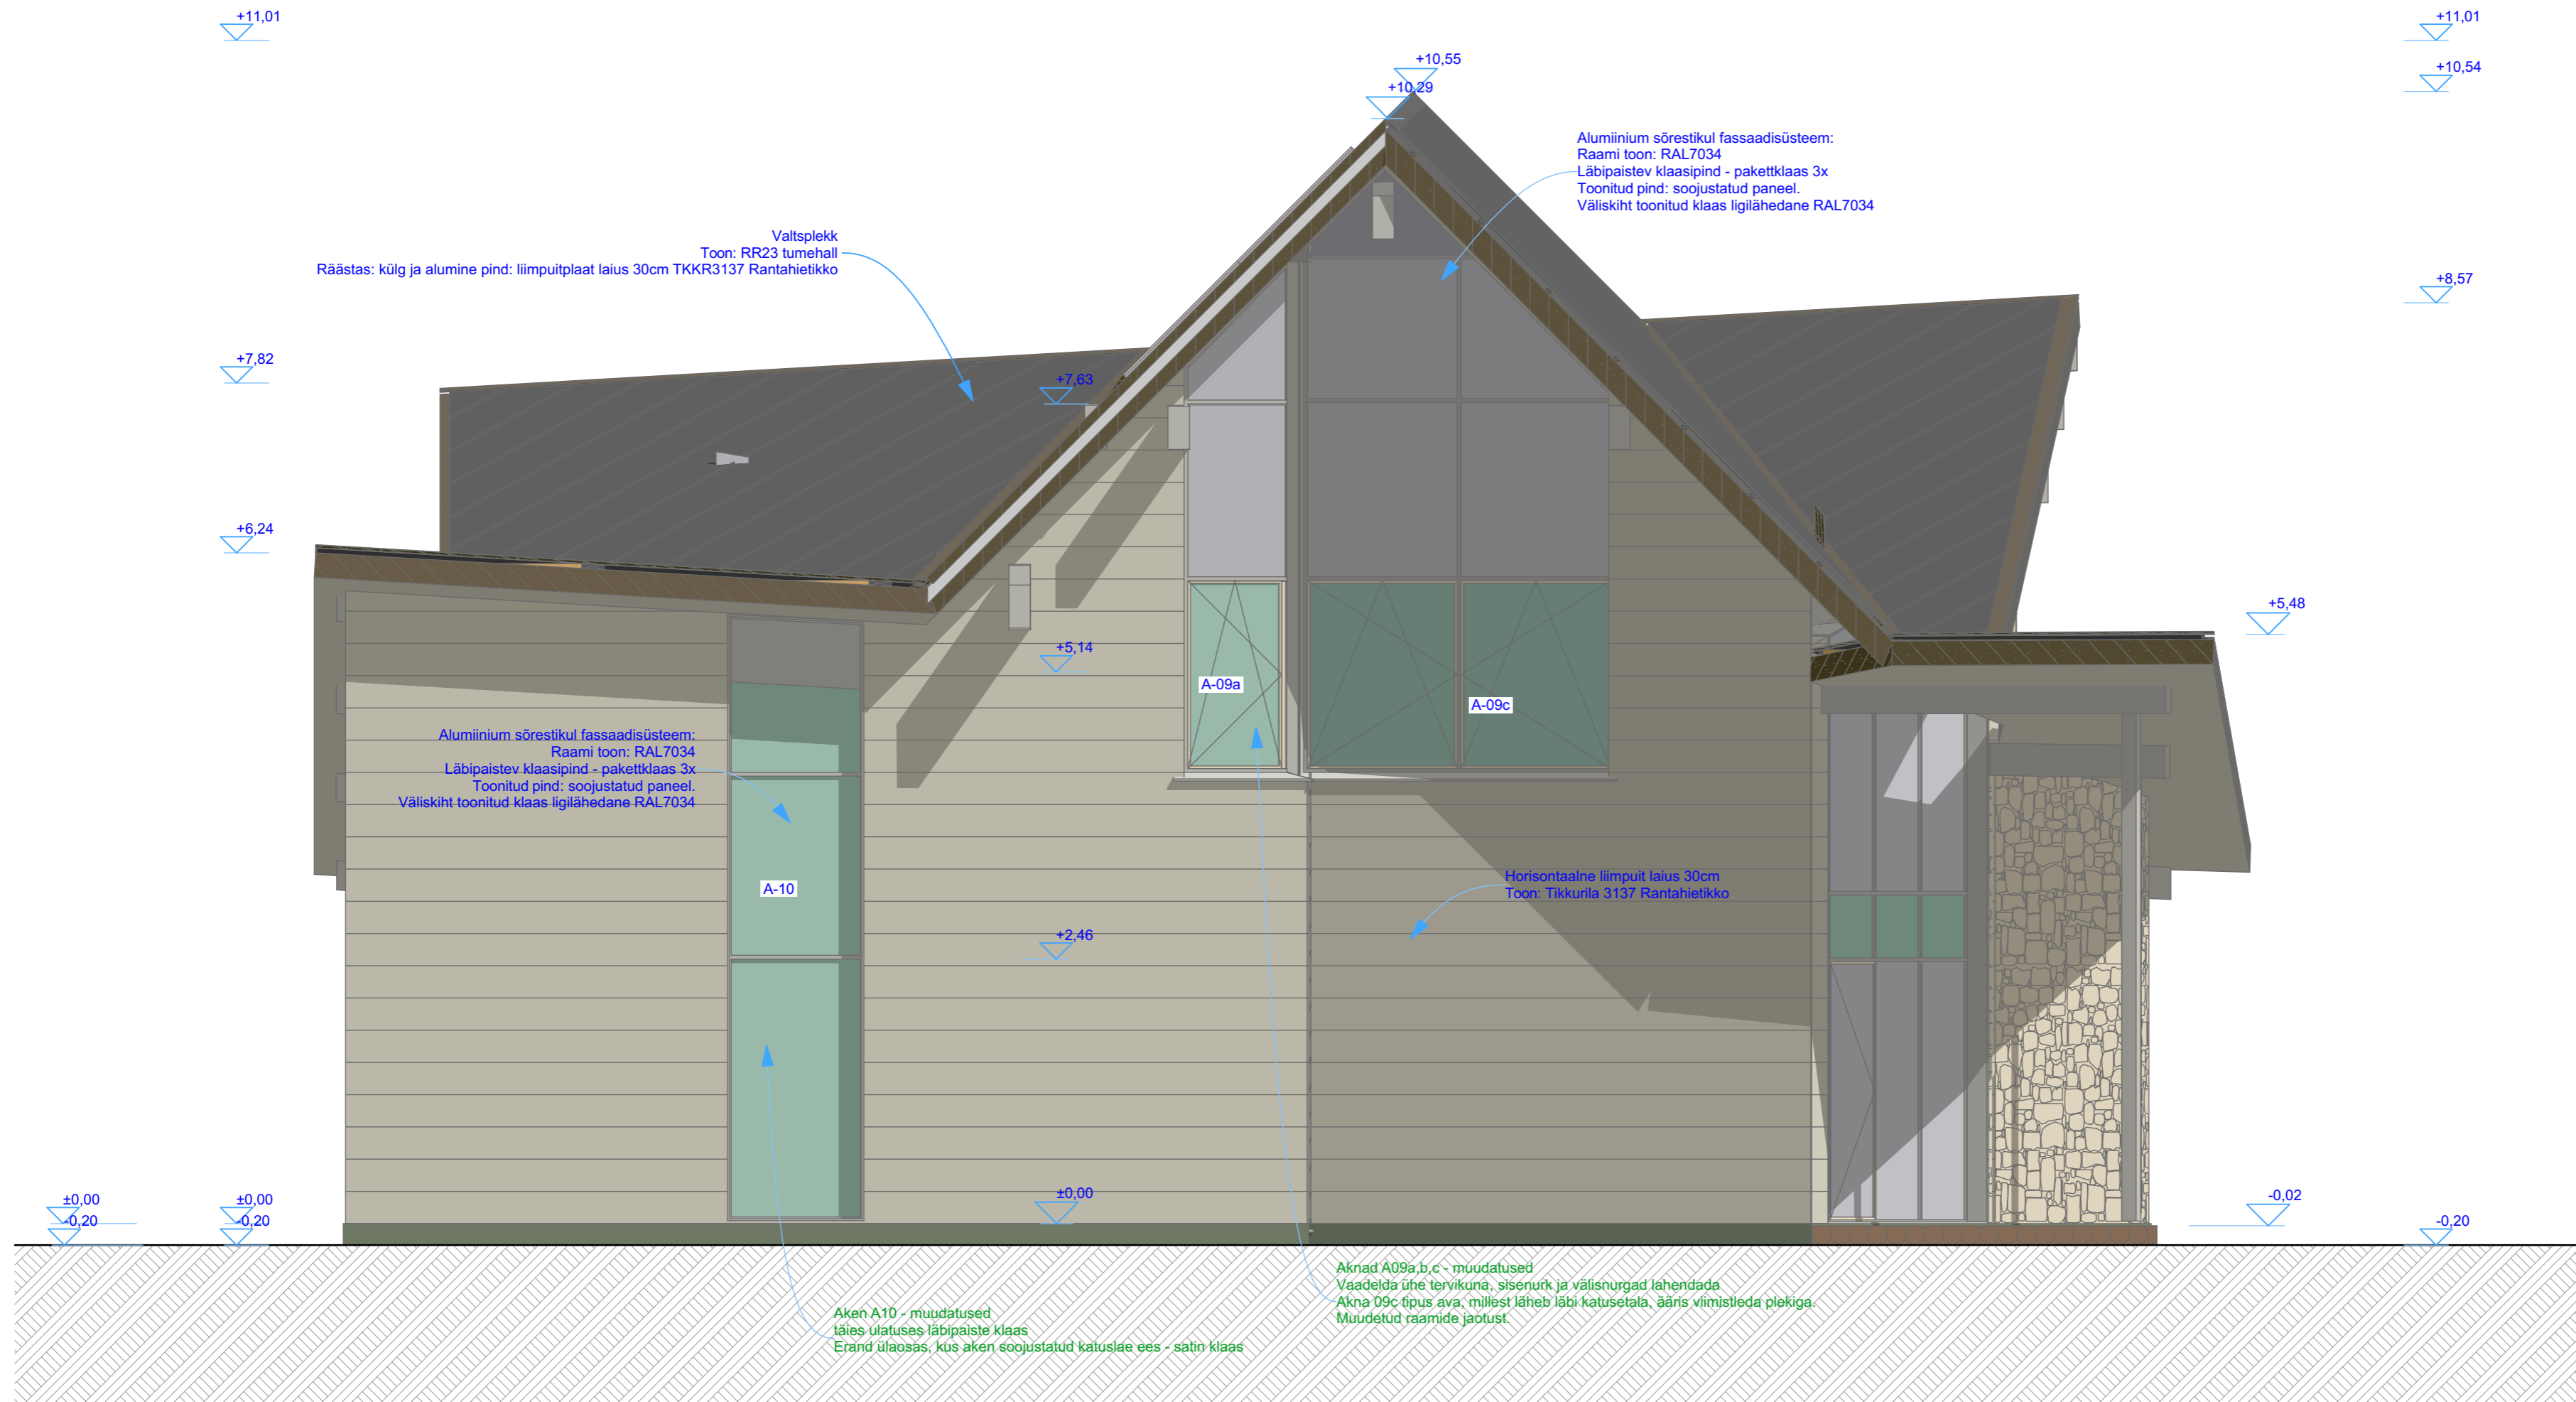 +11,01
+11,01
+10,55
+10,54
+10,29
Alumiinium sõrestikul fassaadisüsteem:
Raami toon: RAL7034
Läbipaistev klaasipind - pakettklaas 3x
Toonitud pind: soojustatud paneel.
Väliskiht toonitud klaas ligilähedane RAL7034
Valtsplekk
Toon: RR23 tumehall
Räästas: külg ja alumine pind: liimpuitplaat laius 30cm TKKR3137 Rantahietikko
+8,57
+7,82
+7,63
+6,24
+5,48
+5,14
A-09a
A-09c
Alumiinium sõrestikul fassaadisüsteem:
Raami toon: RAL7034
Läbipaistev klaasipind - pakettklaas 3x
Toonitud pind: soojustatud paneel.
Väliskiht toonitud klaas ligilähedane RAL7034
A-10
Horisontaalne liimpuit laius 30cm
Toon: Tikkurila 3137 Rantahietikko
+2,46
±0,00
±0,00
±0,00
-0,02
-0,20
-0,20
-0,20
Aknad A09a,b,c - muudatused
Vaadelda ühe tervikuna, sisenurk ja välisnurgad lahendada
Akna 09c tipus ava, millest läheb läbi katusetala, ääris viimistleda plekiga.
Muudetud raamide jaotust.
Aken A10 - muudatused
täies ulatuses läbipaiste klaas
Erand ülaosas, kus aken soojustatud katuslae ees - satin klaas